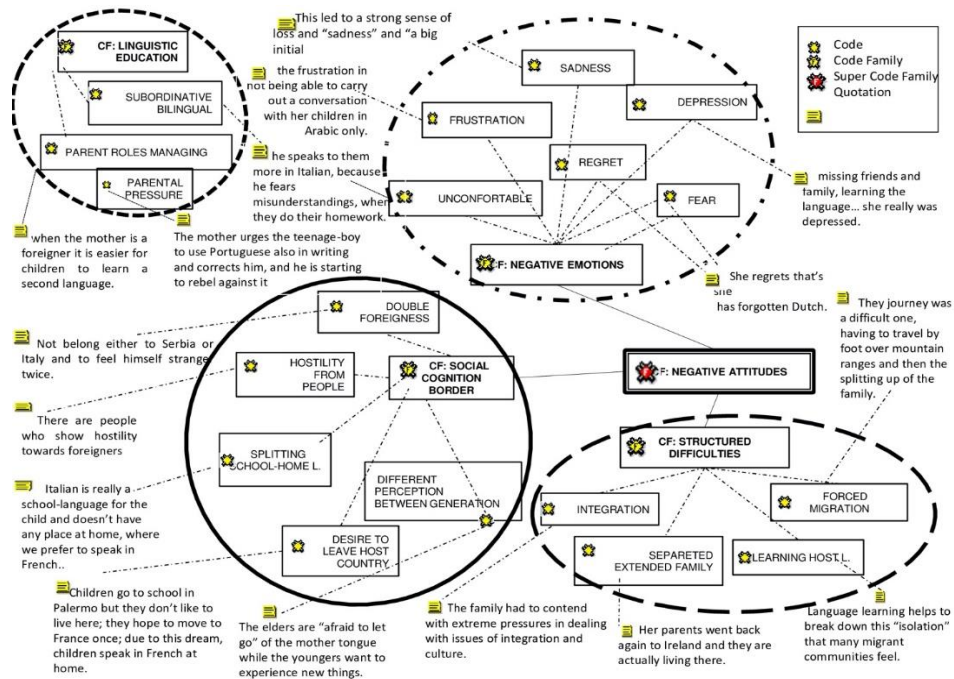 CF: LINGUISTIC
EDUCATION
SUBORDINATIVE
BILINGUAL
PARENT ROLES MANAGING
PARENTAL
PRESSURE
when the mother is a
foreigner it is easier for
children to learn a
second language.
The mother urges the teenage-boy
to use Portuguese also in writing
and corrects him, and he is starting
to rebel against it
This led to a strong sense of
loss and “sadness” and “a big
initial
the frustration in
not being able to carry
out a conversation
with her children in
Arabic only.
he speaks to them
more in Italian, because
he fears
misunderstandings, when
they do their homework.
SADNESS
DEPRESSION
FRUSTRATION
REGRET
UNCONFORTABLE
FEAR
CF: NEGATIVE EMOTIONS
Code
Code Family
Super Code Family
Quotation
missing friends and
family, learning the
language... she really was
depressed.
She regrets that’s
she
has forgotten Dutch.
They journey was
a difficult one,
having to travel by
foot over mountain
ranges and then the
splitting up of the
family.
DOUBLE
FOREIGNESS
HOSTILITY
FROM
PEOPLE
CF: SOCIAL
COGNITION
BORDER
SPLITTING
SCHOOL-HOME L.
DIFFERENT
PERCEPTION
BETWEEN GENERATION
DESIRE TO
LEAVE HOST
COUNTRY
Not belong either to Serbia or
Italy and to feel himself strange
twice.
There are people
who show hostility
towards foreigners
Italian is really a
school-language for the
child and doesn’t have
any place at home, where
we prefer to speak in
French..
Children go to school in
Palermo but they don’t like to
live here; they hope to move to
France once; due to this dream,
children speak in French at
home.
The elders are “afraid to let
go” of the mother tongue
while the youngers want to
experience new things.
CF: NEGATIVE ATTITUDES
CF: STRUCTURED
DIFFICULTIES
INTEGRATION
FORCED
MIGRATION
SEPARETED
EXTENDED FAMILY
LEARNING HOST L.
The family had to contend
with extreme pressures in dealing
with issues of integration and
culture.
Her parents went back
again to Ireland and they are
actually living there.
Language learning helps to
break down this “isolation”
that many migrant
communities feel.